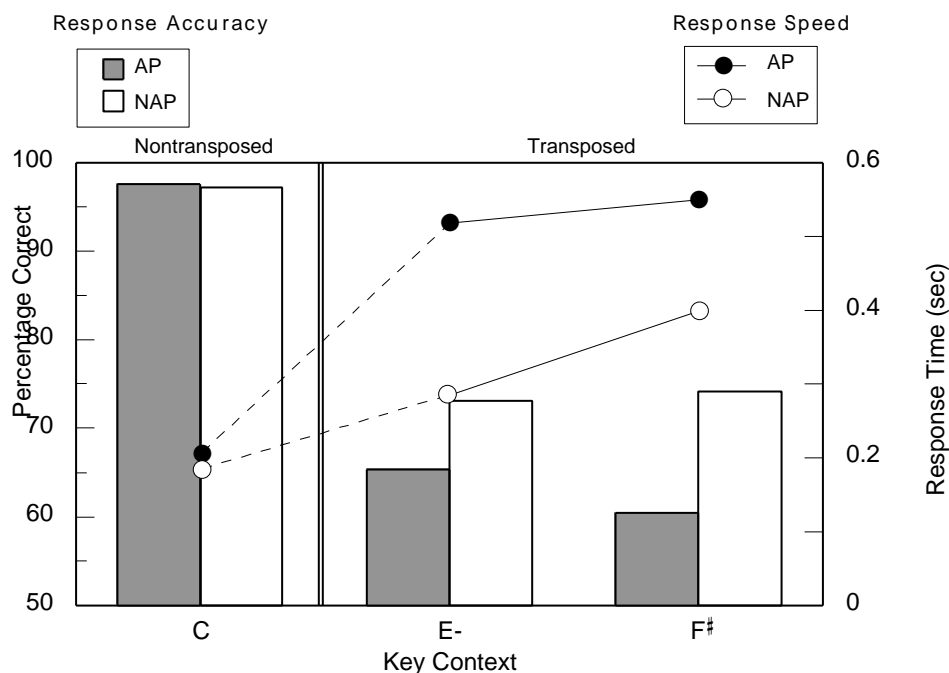 Response Accuracy
AP
NAP
Response Speed
AP
NAP
Nontransposed
Transposed
100
90
80
70
60
50
Percentage Correct
0.6
0.4
0.2
0
Response Time (sec)
C
E-
F♯
Key Context